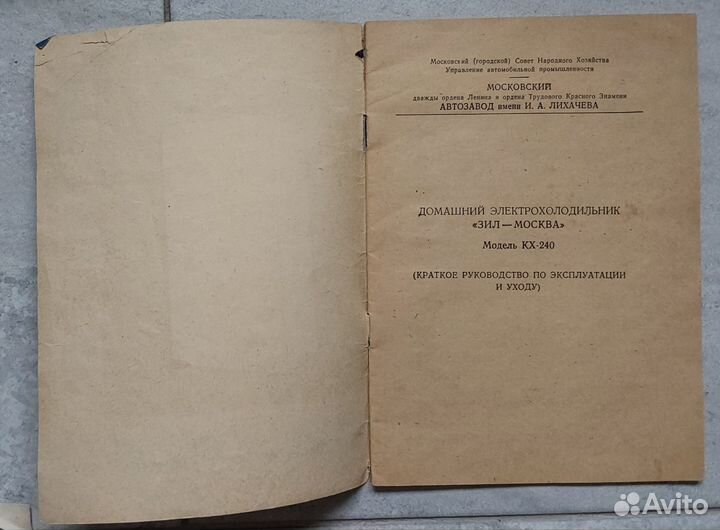 Московский (городской) Совет Народного Хозяйства
Управление автомобильной промышленности
МОСКОВСКИЙ
дважды ордена Ленина и ордена Трудового Красного Знамени
АВТОЗАВОД имени И. А. ЛИХАЧЕВА
ДОМАШНИЙ ЭЛЕКТРОХОЛОДИЛЬНИК
«ЗИЛ—МОСКВА»
Модель КХ-240
(КРАТКОЕ РУКОВОДСТВО ПО ЭКСПЛУАТАЦИИ
И УХОДУ)
Avito